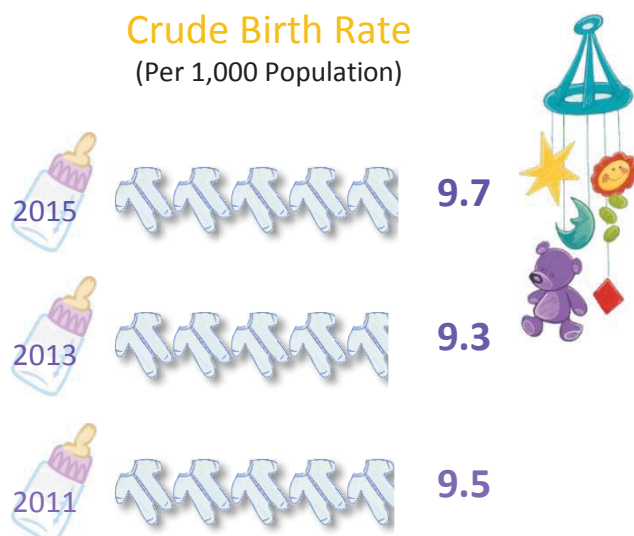 Crude Birth Rate
(Per 1,000 Population)
2015 9.7
2013 9.3
2011 9.5